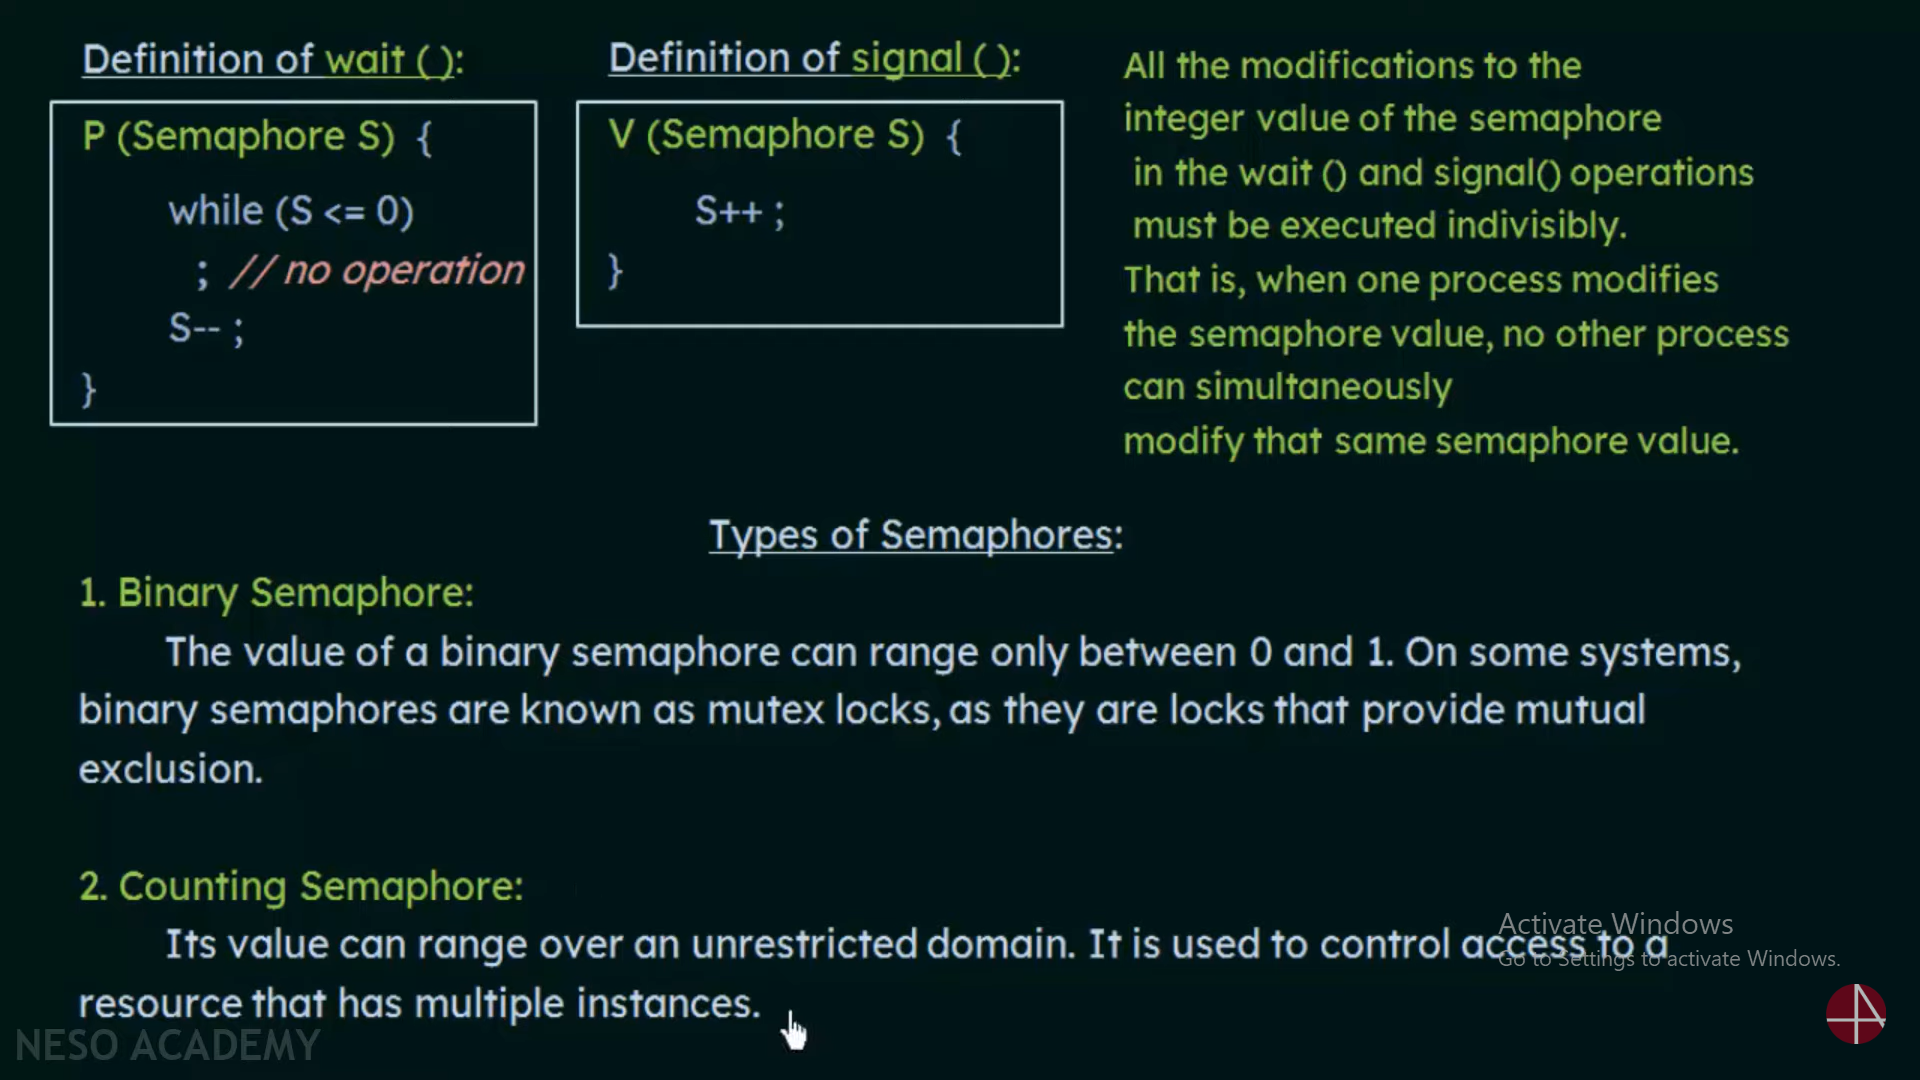 Definition of wait ( ):
P (Semaphore S) {
while (S <= 0)
; // no operation
S-- ;
}
Definition of signal ( ):
V (Semaphore S) {
S++ ;
}
All the modifications to the
integer value of the semaphore
in the wait () and signal() operations
must be executed indivisibly.
That is, when one process modifies
the semaphore value, no other process
can simultaneously
modify that same semaphore value.
Types of Semaphores:
1. Binary Semaphore:
The value of a binary semaphore can range only between 0 and 1. On some systems,
binary semaphores are known as mutex locks, as they are locks that provide mutual
exclusion.
2. Counting Semaphore:
Its value can range over an unrestricted domain. It is used to control access to a
resource that has multiple instances.
Activate Windows
Go to Settings to activate Windows.
NESO ACADEMY